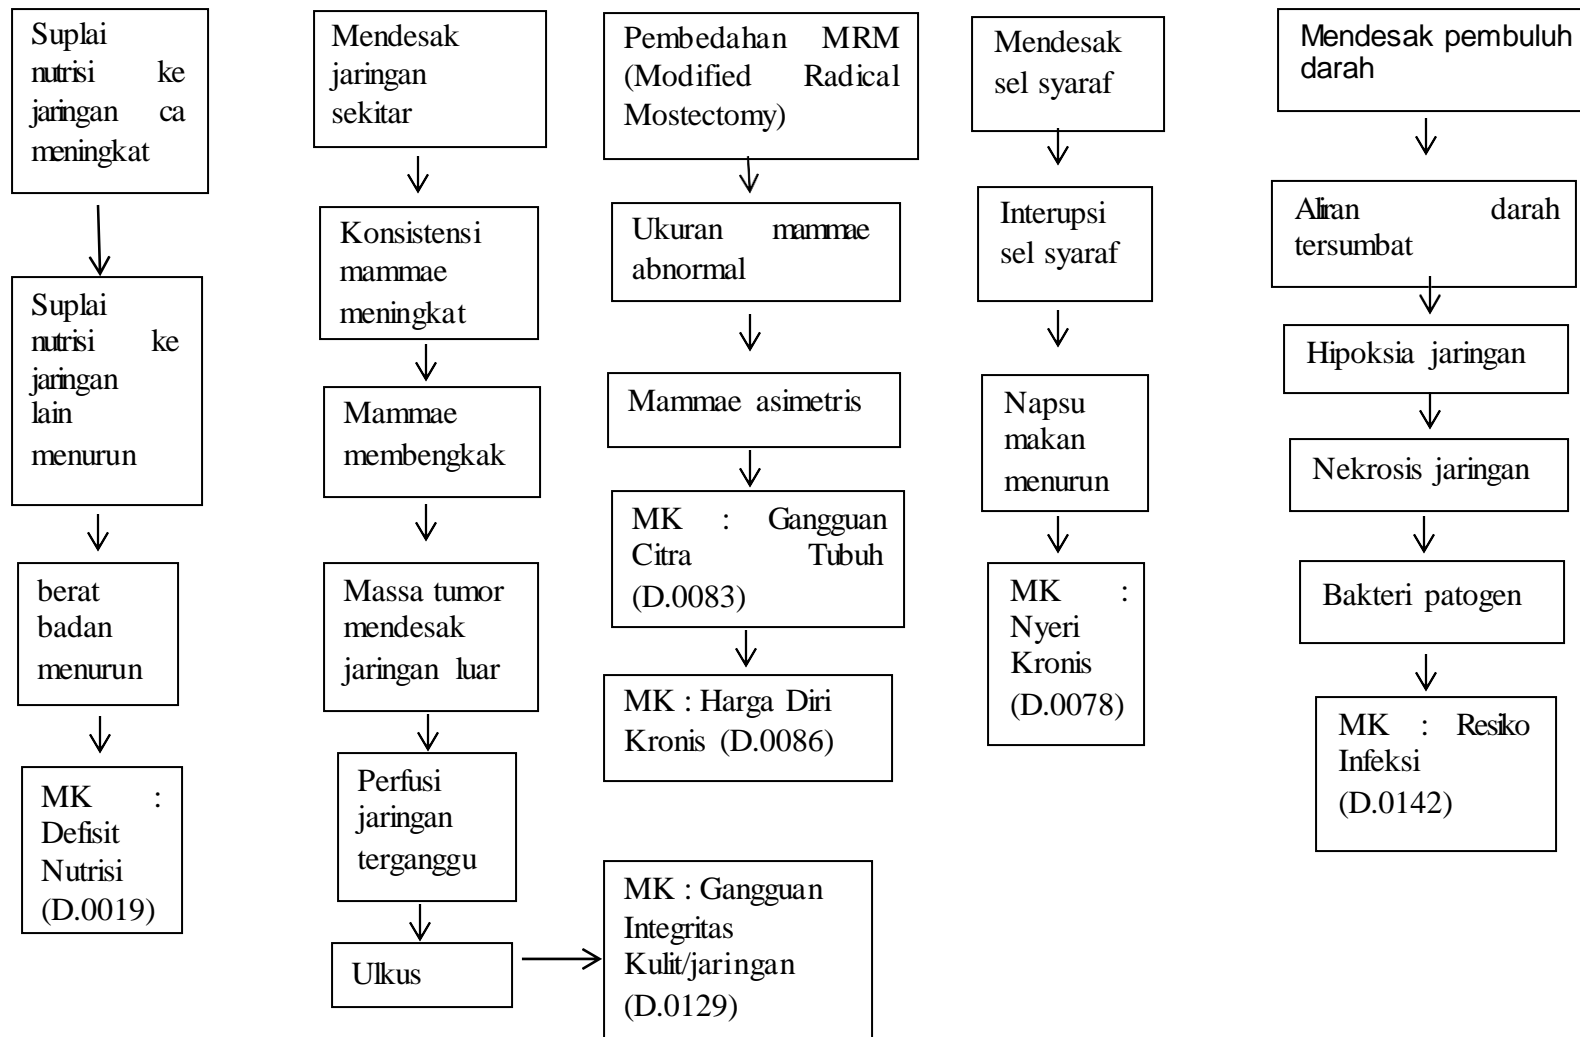 Suplai
nutrisi ke
jaringan ca
meningkat
Suplai
nutrisi ke
jaringan
lain
menurun
berat
badan
menurun
MK :
Defisit
Nutrisi
(D.0019)
Mendesak
jaringan
sekitar
Konsistensi
mammae
meningkat
Mammae
membengkak
Massa tumor
mendesak
jaringan luar
Perfusi
jaringan
terganggu
Ulkus
MK : Gangguan
Integritas
Kulit/jaringan
(D.0129)
Pembedahan MRM
(Modified Radical
Mostectomy)
Ukuran mammae
abnormal
Mammae asimetris
MK : Gangguan
Citra Tubuh
(D.0083)
MK : Harga Diri
Kronis (D.0086)
Mendesak
sel syaraf
Interupsi
sel syaraf
Napsu
makan
menurun
MK :
Nyeri
Kronis
(D.0078)
Mendesak pembuluh
darah
Aliran darah
tersumbat
Hipoksia jaringan
Nekrosis jaringan
Bakteri patogen
MK : Resiko
Infeksi
(D.0142)